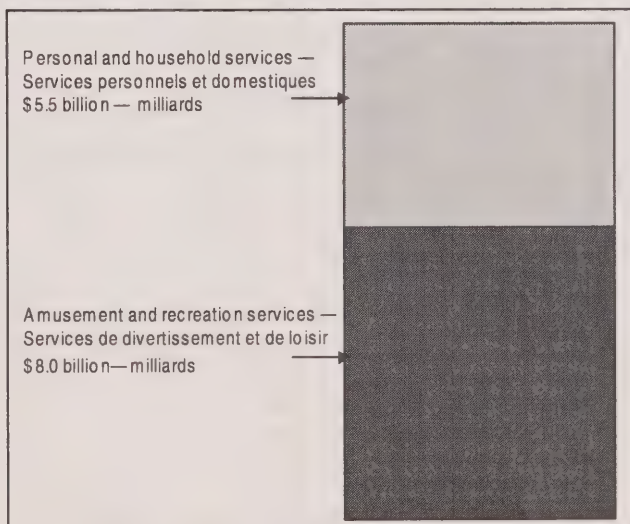 Personal and household services —
Services personnels et domestiques
$5.5 billion — milliards
Amusement and recreation services —
Services de divertissement et de loisir
$8.0 billion— milliards